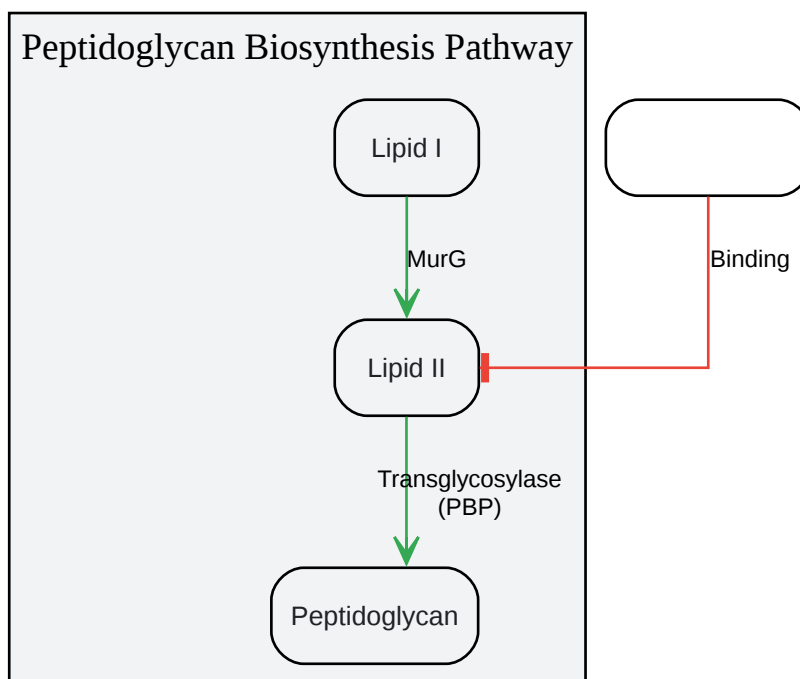 Peptidoglycan Biosynthesis Pathway
Lipid I
MurG
Binding
Lipid II
Transglycosylase
(PBP)
Peptidoglycan